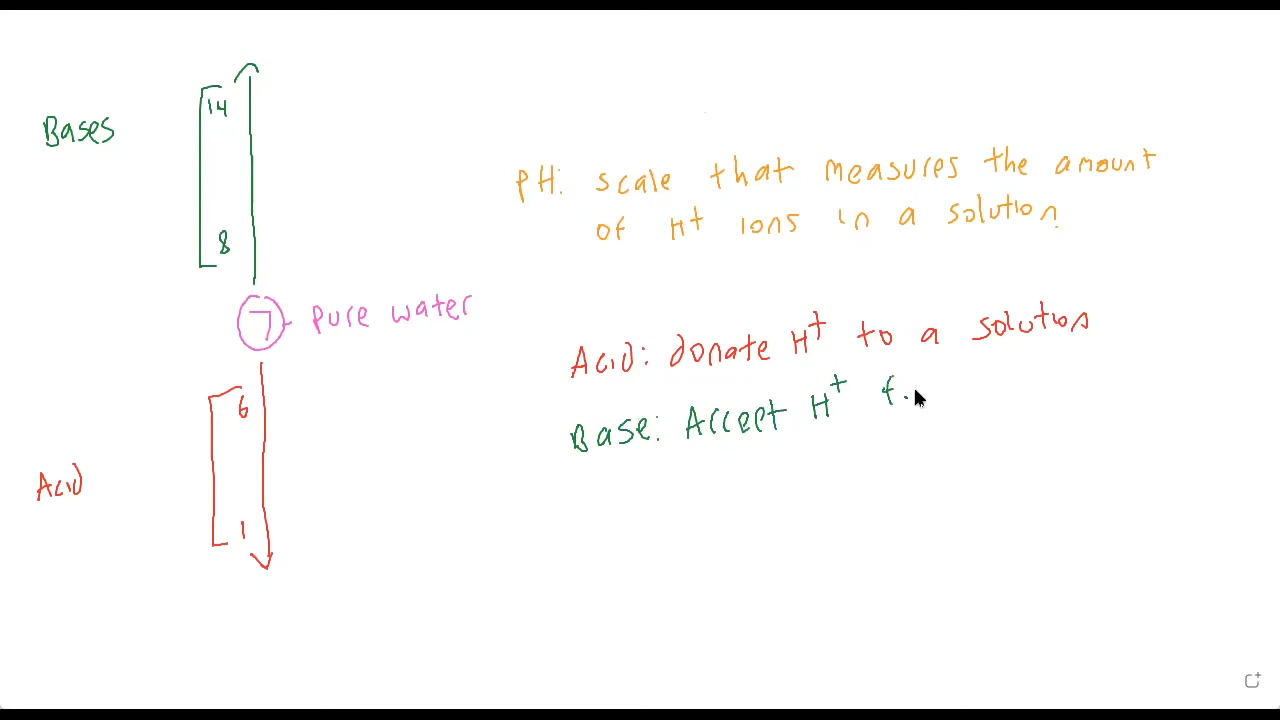 Bases
14
8
7 - Pure water
6
Acid
1
PH: scale that measures the amount
of H+ ions in a solution
Acid: donate H+ to a solution
Base: Accept H+ f